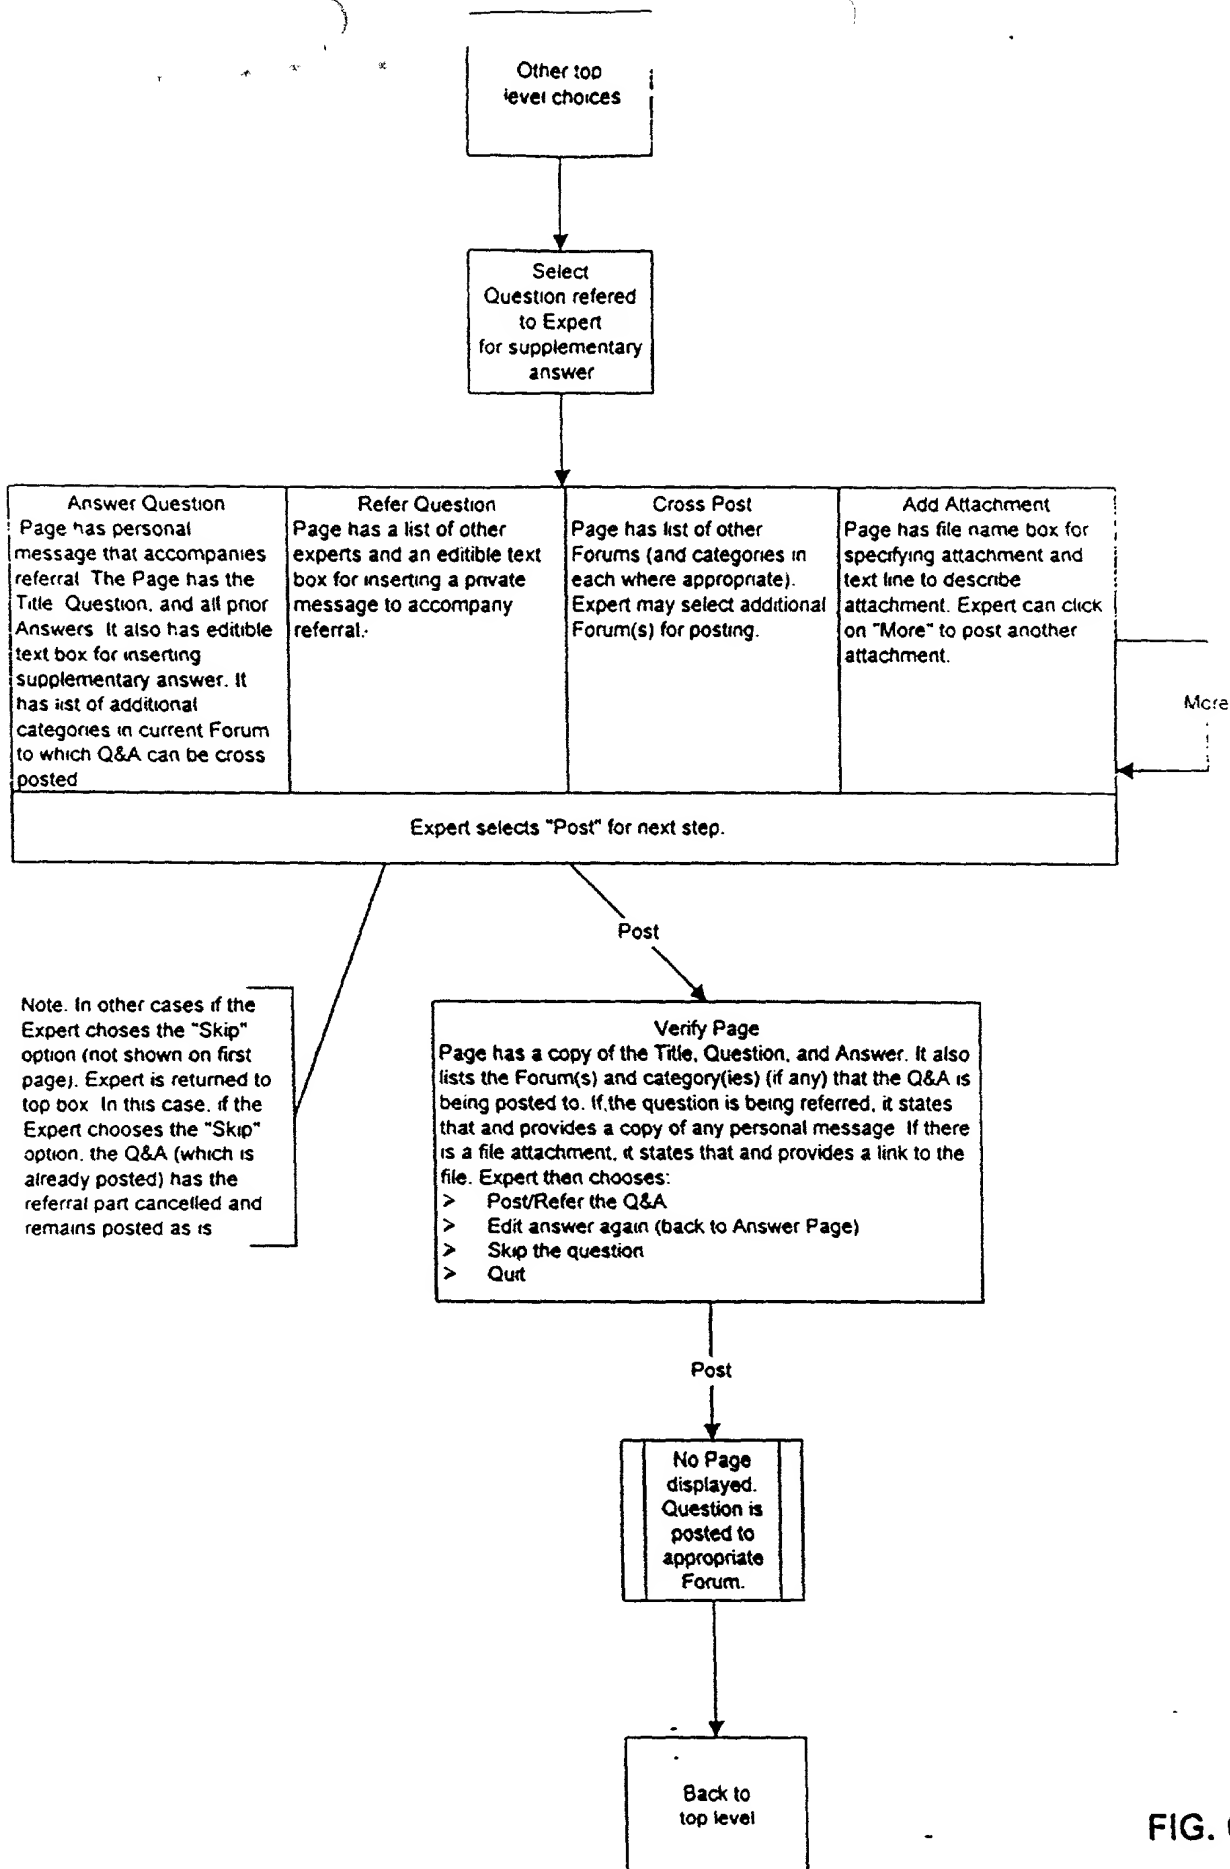 Other top
level choices
Select
Question refered
to Expert
for supplementary
answer
Answer Question
Page has personal
message that accompanies
referral The Page has the
Title Question, and all prior
Answers It also has editible
text box for inserting
supplementary answer. It
has list of additional
categories in current Forum
to which Q&A can be cross
posted
Refer Question
Page has a list of other
experts and an editible text
box for inserting a private
message to accompany
referral.
Cross Post
Page has list of other
Forums (and categories in
each where appropriate).
Expert may select additional
Forum(s) for posting.
Add Attachment
Page has file name box for
specifying attachment and
text line to describe
attachment. Expert can click
on "More" to post another
attachment.
More
Expert selects "Post" for next step.
Post
Note. In other cases if the
Expert choses the "Skip"
option (not shown on first
page). Expert is returned to
top box In this case, if the
Expert chooses the "Skip"
option, the Q&A (which is
already posted) has the
referral part cancelled and
remains posted as is
Verify Page
Page has a copy of the Title, Question, and Answer. It also
lists the Forum(s) and category(ies) (if any) that the Q&A is
being posted to. If the question is being referred, it states
that and provides a copy of any personal message If there
is a file attachment, it states that and provides a link to the
file. Expert then chooses:
> Post/Refer the Q&A
> Edit answer again (back to Answer Page)
> Skip the question
> Quit
Post
No Page
displayed.
Question is
posted to
appropriate
Forum.
Back to
top level
FIG.